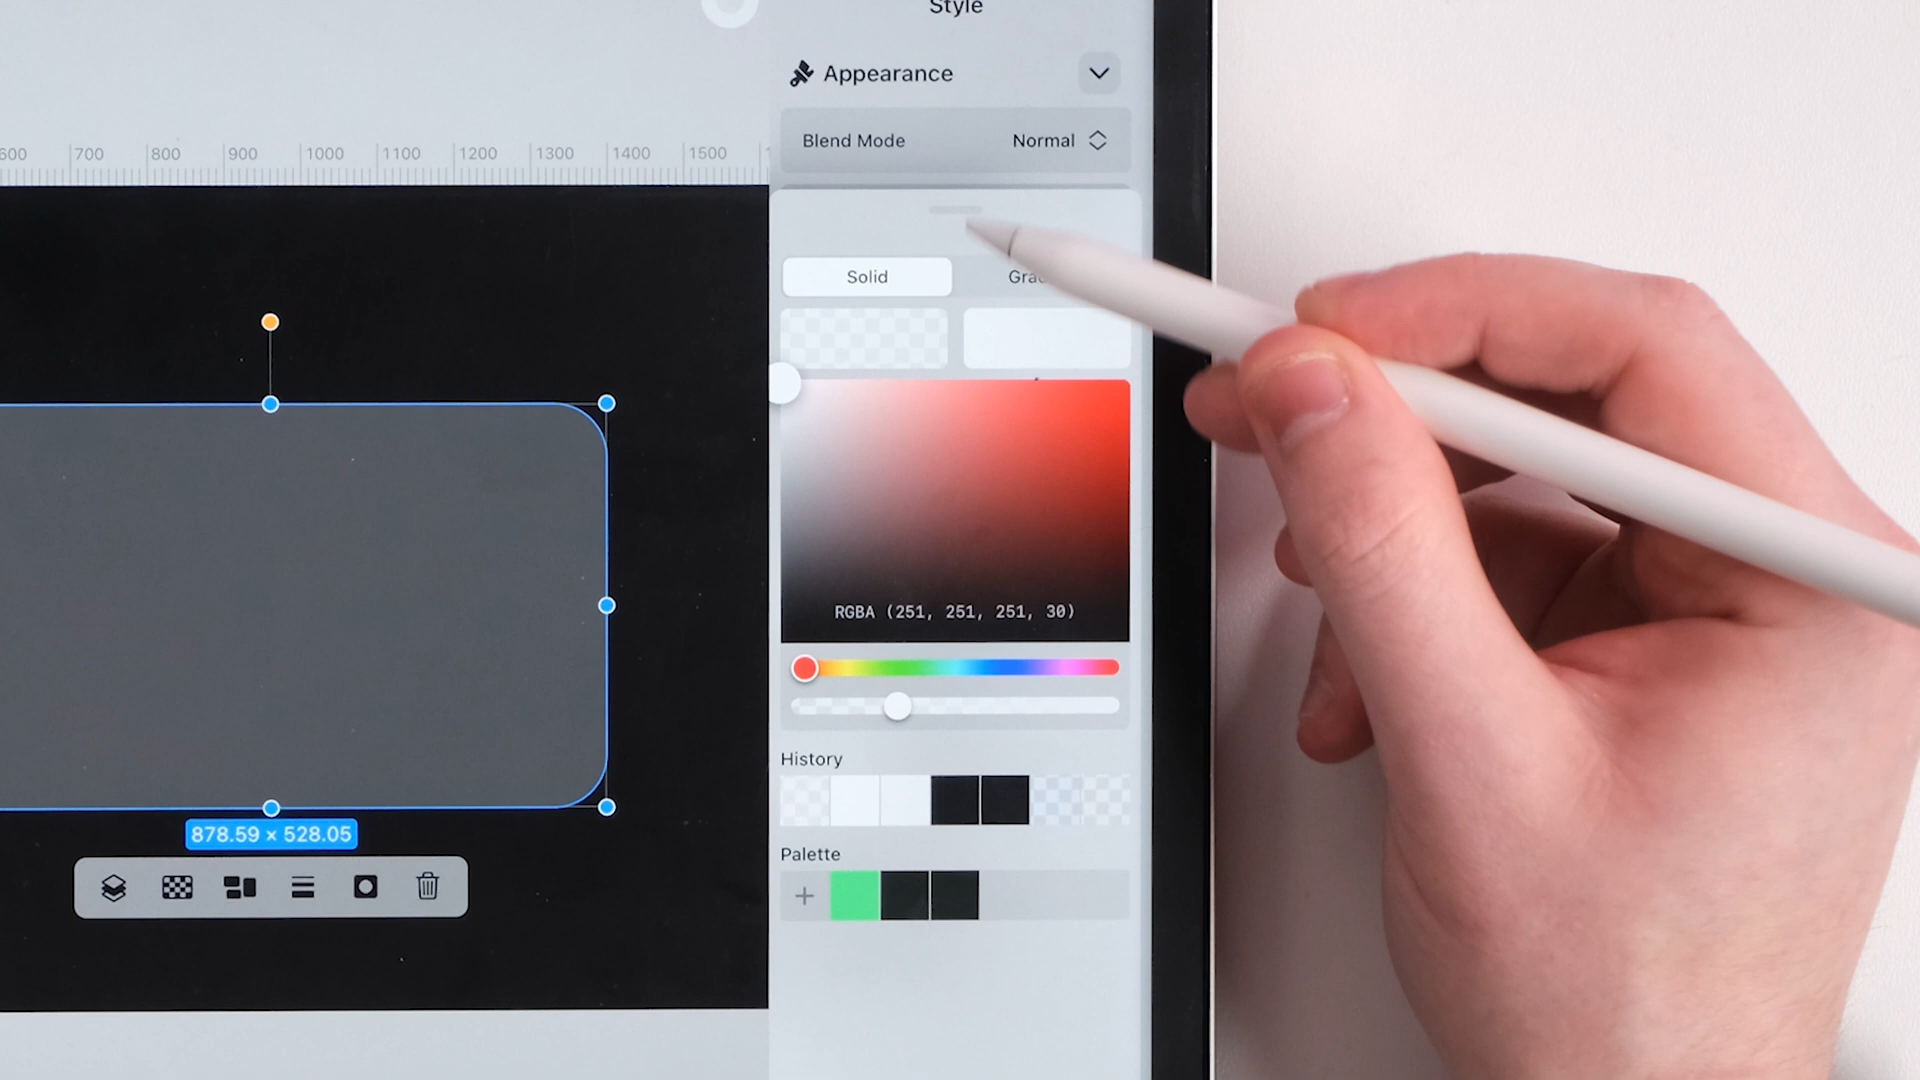 Style
Appearance
Blend Mode Normal
600 700 800 900 1000 1100 1200 1300 1400 1500
Solid
RGBA (251, 251, 251, 30)
History
878.59 × 528.05
Palette